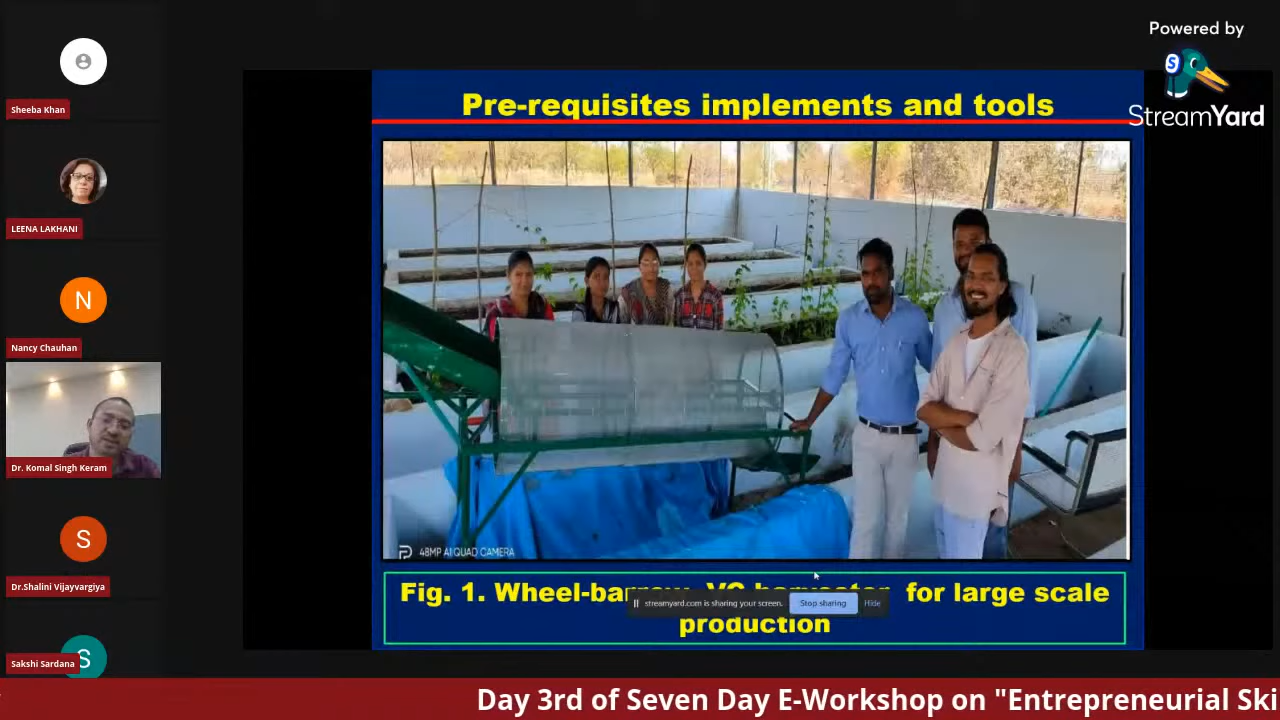 Powered by
StreamYard
Sheeba Khan
LEENA LAKHANI
N
Nancy Chauhan
Dr. Komal Singh Keram
S
Dr.Shalini Vijayvargiya
S
Sakshi Sardana
Pre-requisites implements and tools
48MP AI QUAD CAMERA
Fig. 1. for large scale
production
streamyard.com is sharing your screen.
Stop sharing
Hide
Day 3rd of Seven Day E-Workshop on "Entrepreneurial Ski